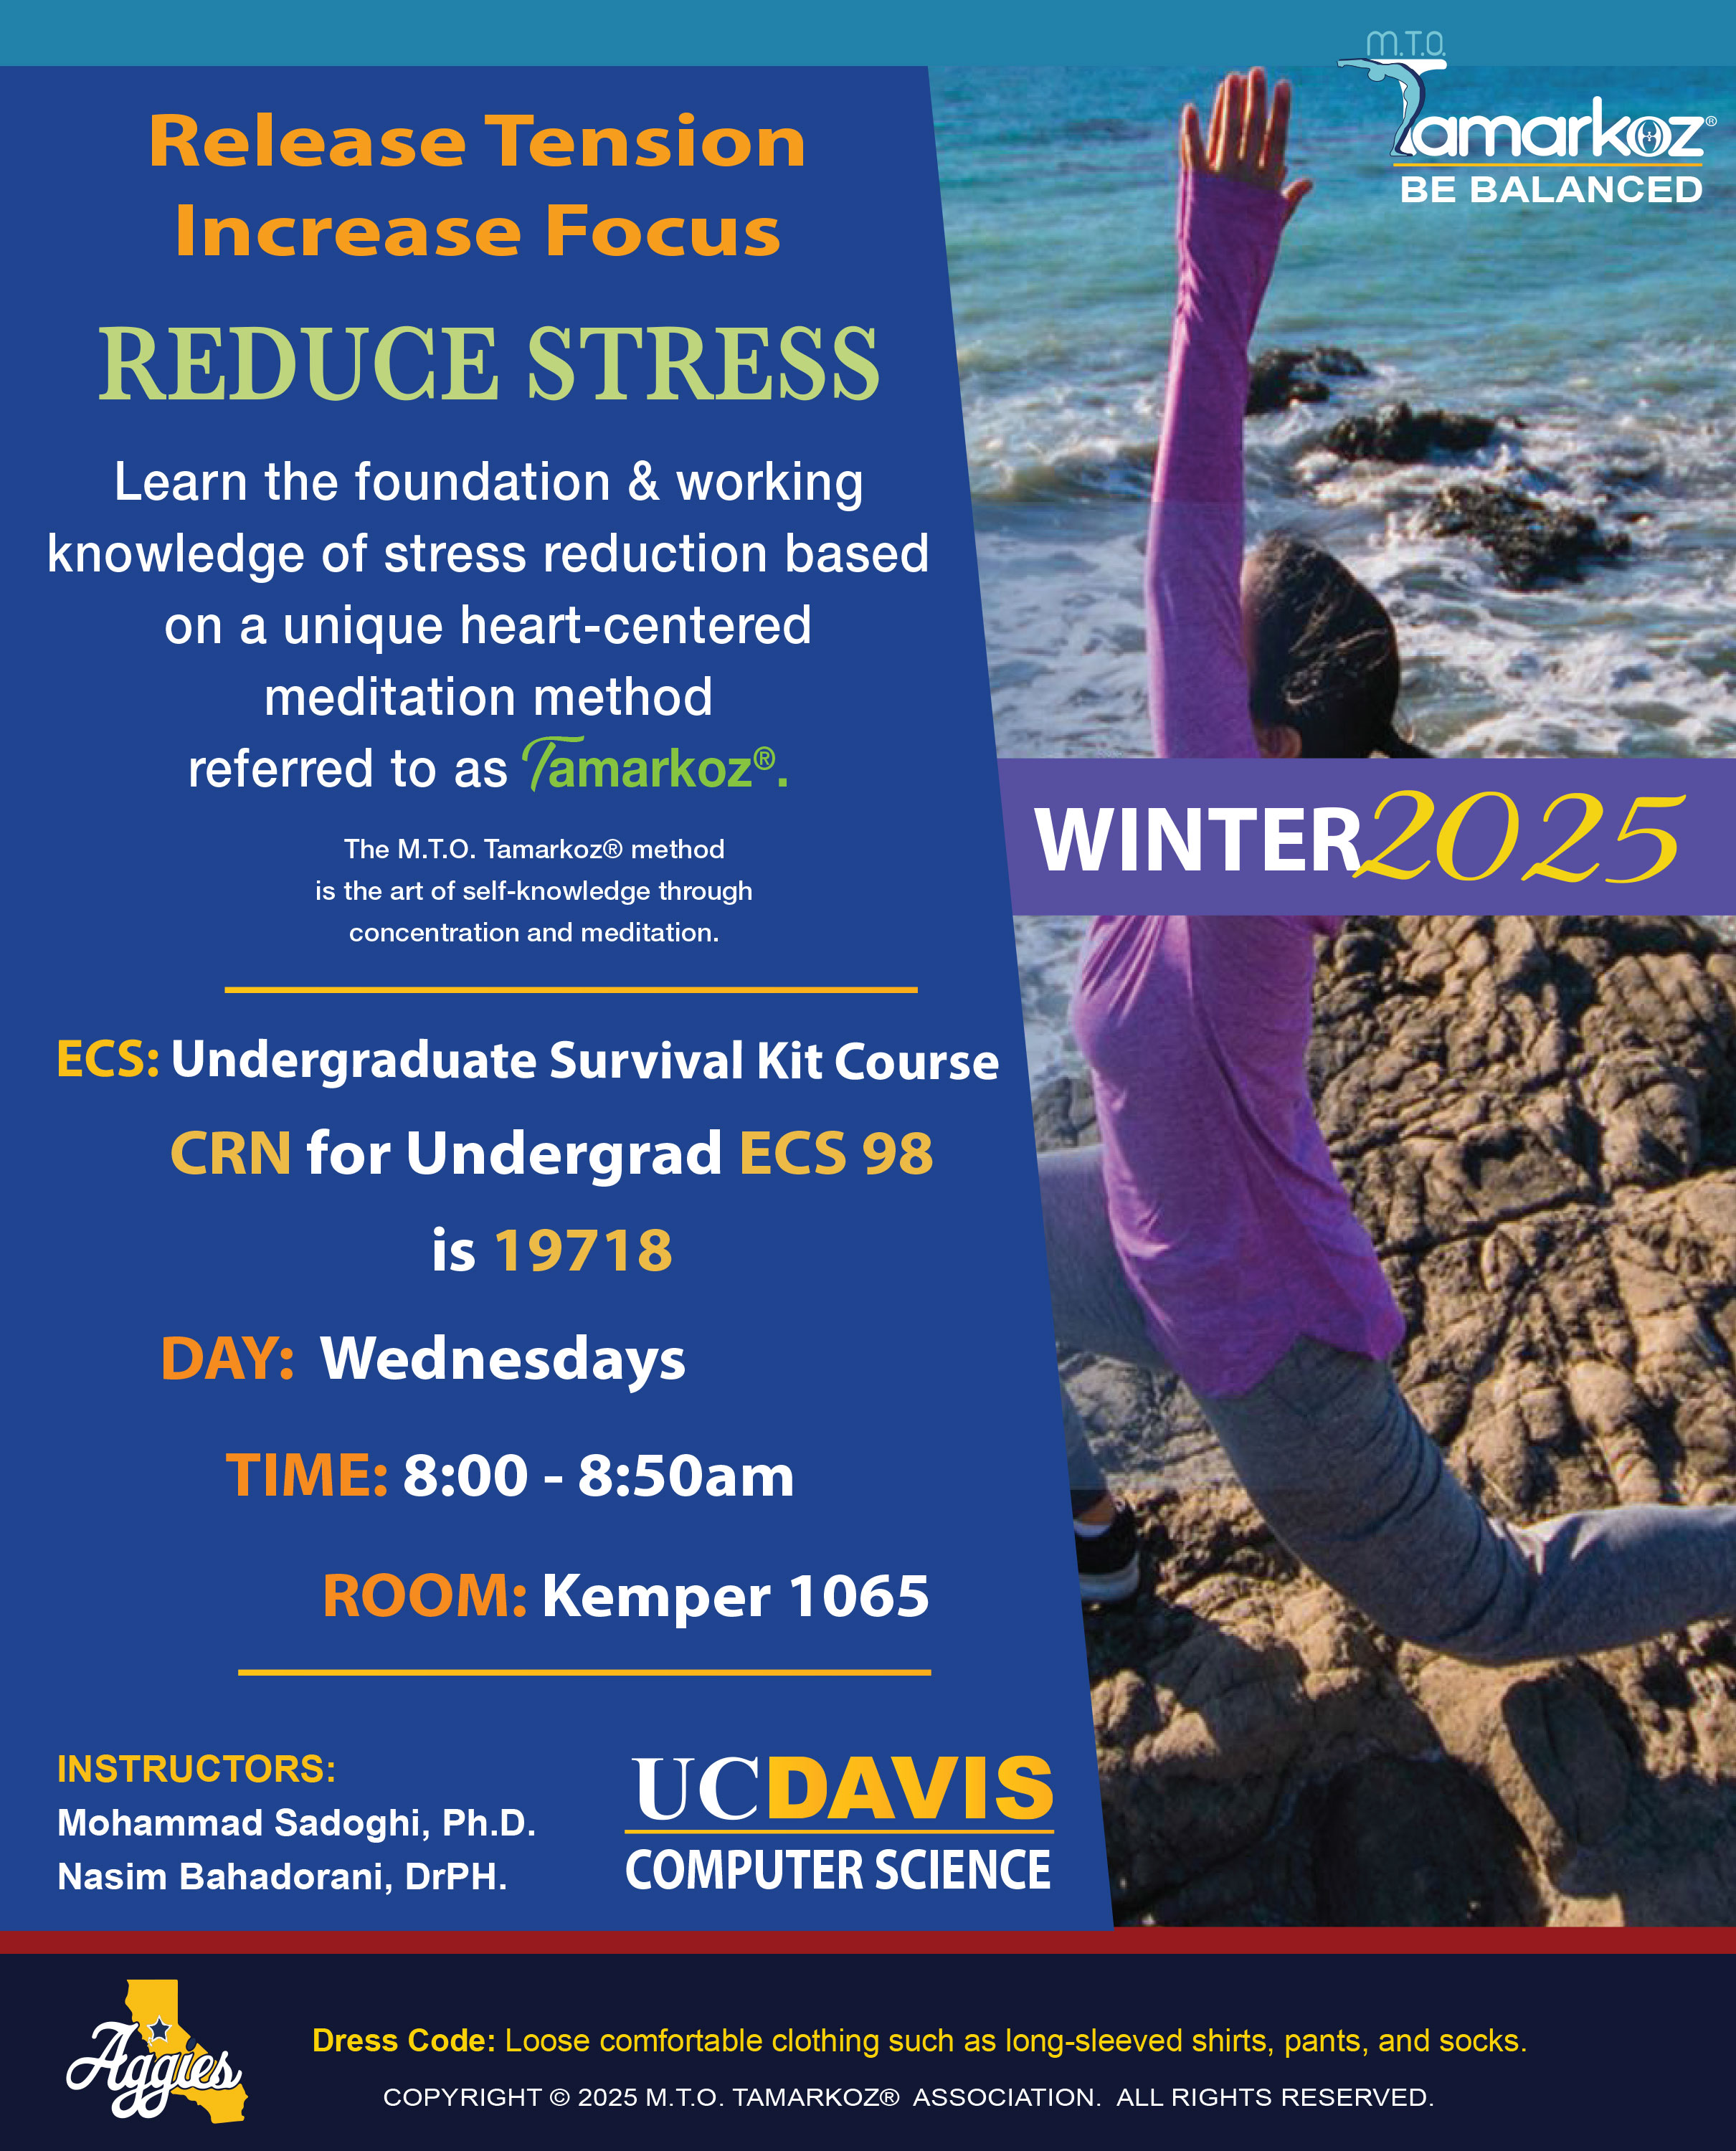 M.T.O.
Tamarkoz®
BE BALANCED
Release Tension
Increase Focus
REDUCE STRESS
Learn the foundation & working
knowledge of stress reduction based
on a unique heart-centered
meditation method
referred to as Tamarkoz®.
The M.T.O. Tamarkoz® method
is the art of self-knowledge through
concentration and meditation.
WINTER 2025
ECS: Undergraduate Survival Kit Course
CRN for Undergrad ECS 98
is 19718
DAY: Wednesdays
TIME: 8:00 - 8:50am
ROOM: Kemper 1065
INSTRUCTORS:
Mohammad Sadoghi, Ph.D.
Nasim Bahadorani, DrPH.
UCDAVIS
COMPUTER SCIENCE
Aggies
Dress Code: Loose comfortable clothing such as long-sleeved shirts, pants, and socks.
COPYRIGHT © 2025 M.T.O. TAMARKOZ® ASSOCIATION. ALL RIGHTS RESERVED.